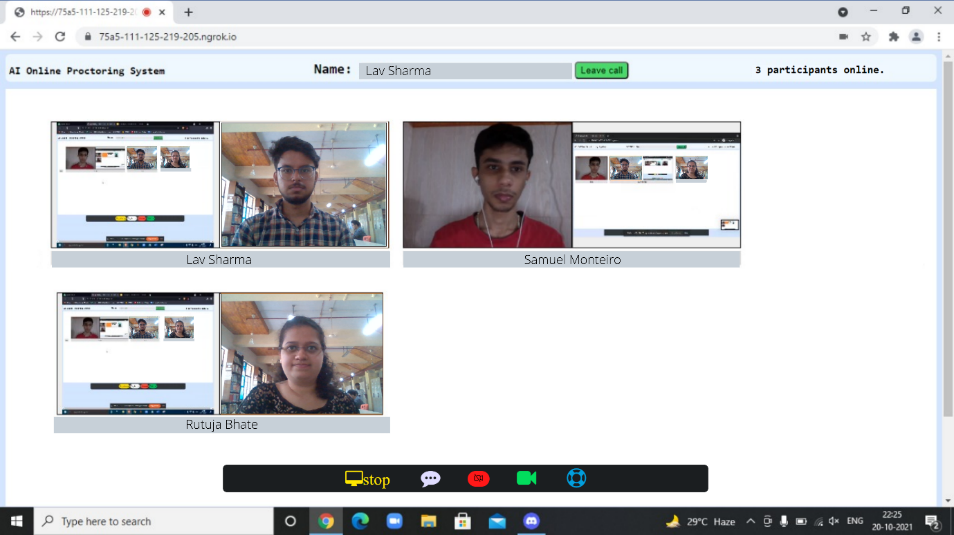 https://75a5-111-125-219-20
75a5-111-125-219-205.ngrok.io
AI Online Proctoring System
Name: Lav Sharma
Leave call
3 participants online.
Lav Sharma
Samuel Monteiro
Rutuja Bhate
stop
Type here to search
29°C Haze
ENG
22:25
20-10-2021
2